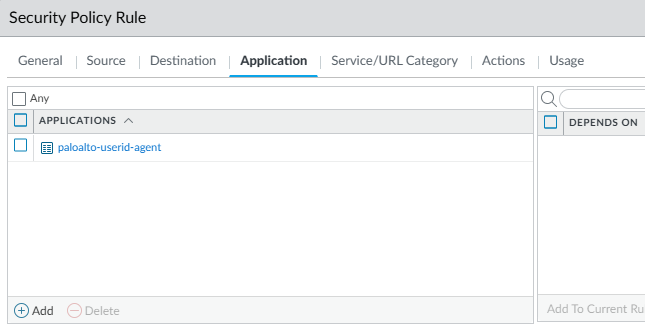 Security Policy Rule
General Source Destination Application Service/URL Category Actions Usage
Any
APPLICATIONS
DEPENDS ON
paloalto-userid-agent
Add Delete
Add To Current Ru